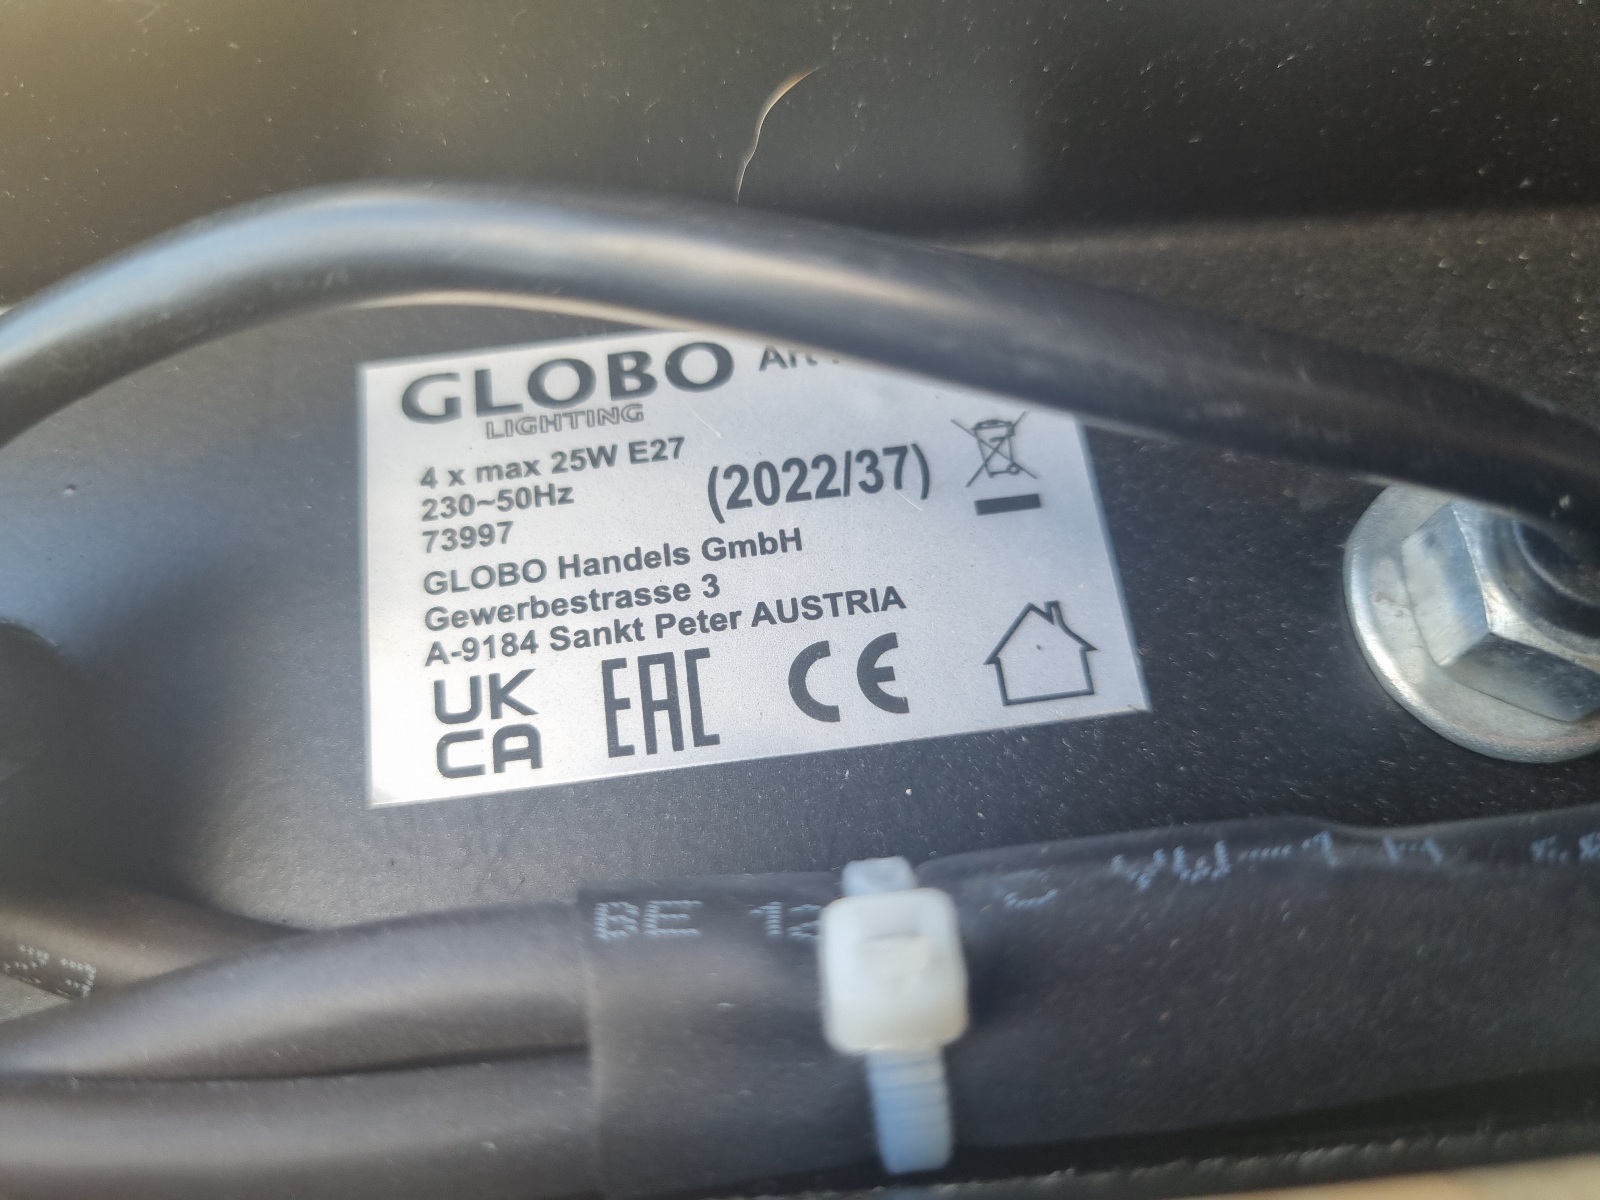 GLOBO
LIGHTING
4 x max 25W E27
230~50Hz
(2022/37)
73997
GLOBO Handels GmbH
Gewerbestrasse 3
A-9184 Sankt Peter AUSTRIA
UK
CA
EAC
CE
BE